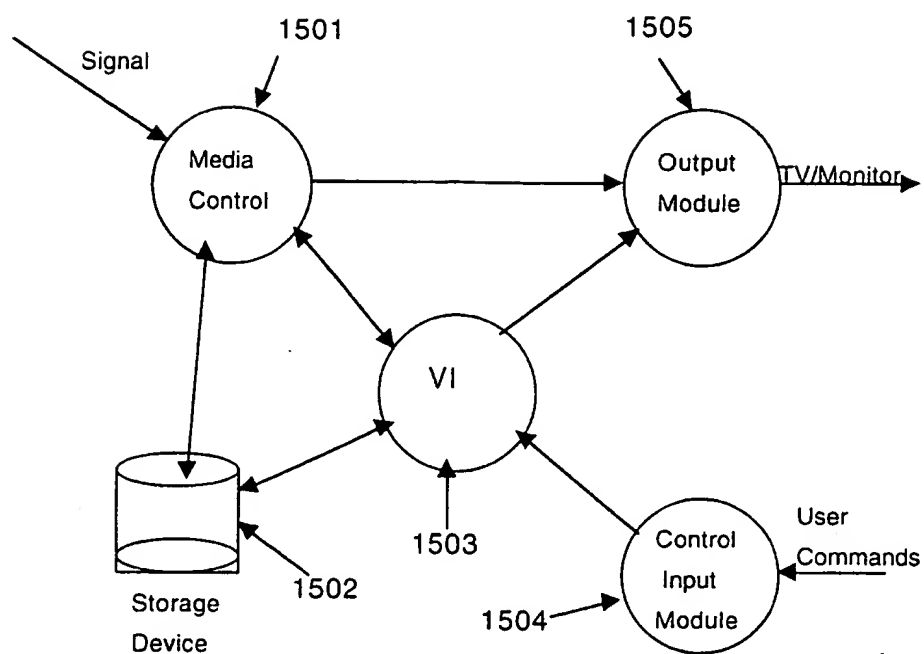 1501
1505
Signal
Media
Control
Output
Module
TV/Monitor
VI
User
Commands
1503
Control
Input
Module
1502
1504
Storage
Device